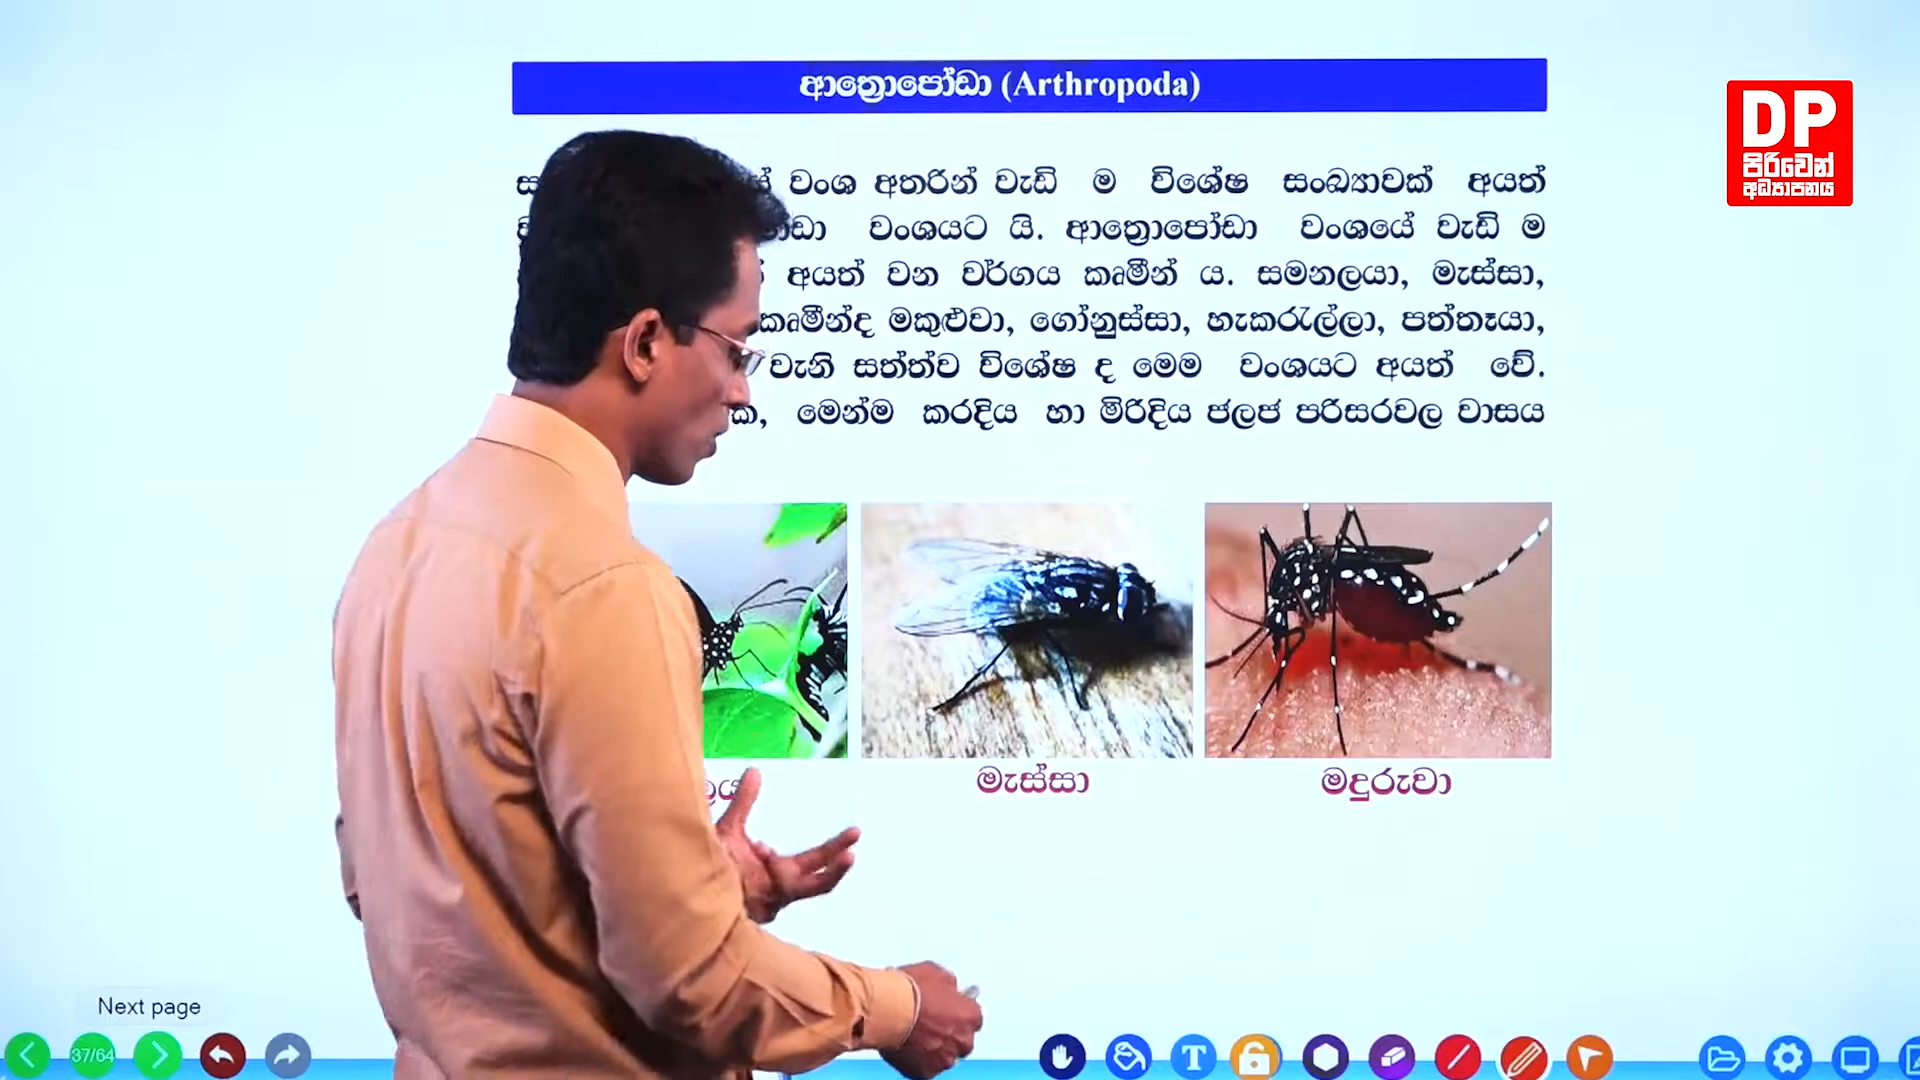 ආත්‍රොපෝඩා (Arthropoda)
DP
පිරිවෙන්
අධ්‍යාපනය
වංශ අතරින් වැඩි ම විශේෂ සංඛ්‍යාවක් අයත්
වංශයට යි. ආත්‍රොපෝඩා වංශයේ වැඩි ම
අයත් වන වර්ගය කෘමීන් ය. සමනලයා, මැස්සා,
කෘමීන්ද මකුළුවා, ගෝනුස්සා, හැකරැල්ලා, පත්තෑයා,
වැනි සත්ත්ව විශේෂ ද මෙම වංශයට අයත් වේ.
මෙන්ම කරදිය හා මිරිදිය ජලජ පරිසරවල වාසය
මැස්සා
මදුරුවා
Next page
37/64
T